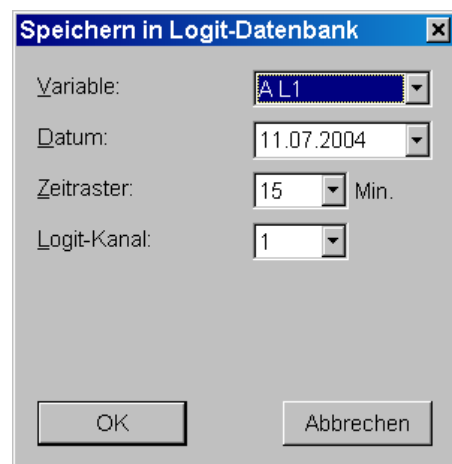 Speichern in Logit-Datenbank
Variable: A L1
Datum: 11.07.2004
Zeitraster: 15 Min.
Logit-Kanal: 1
OK Abbrechen